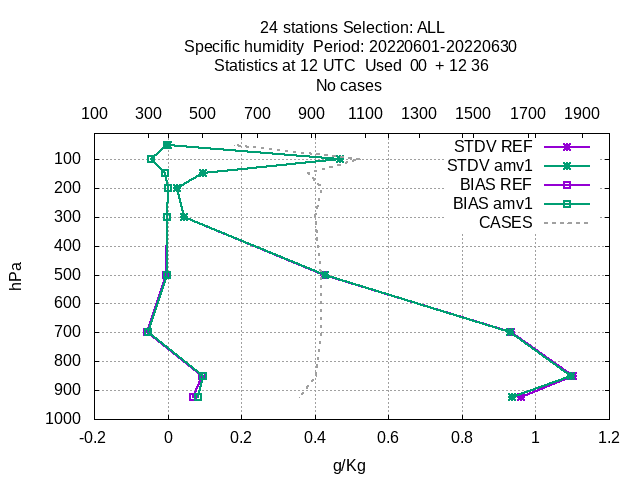 24 stations Selection: ALL
Specific humidity  Period: 20220601-20220630
Statistics at 12 UTC  Used  00  + 12 36
No cases
100 300 500 700 900 1100 1300 1500 1700 1900
STDV REF
STDV amv1
BIAS REF
BIAS amv1
CASES
100
200
300
400
500
600
700
800
900
1000
hPa
-0.2 0 0.2 0.4 0.6 0.8 1 1.2
g/Kg